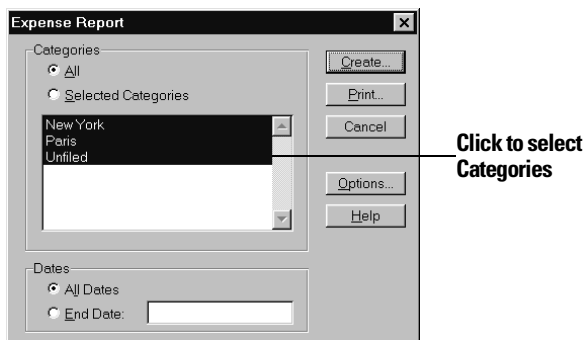 Expense Report
Categories
All
Selected Categories
New York
Paris
Unfiled
Create...
Print...
Cancel
Options...
Help
Click to select
Categories
Dates
All Dates
End Date: